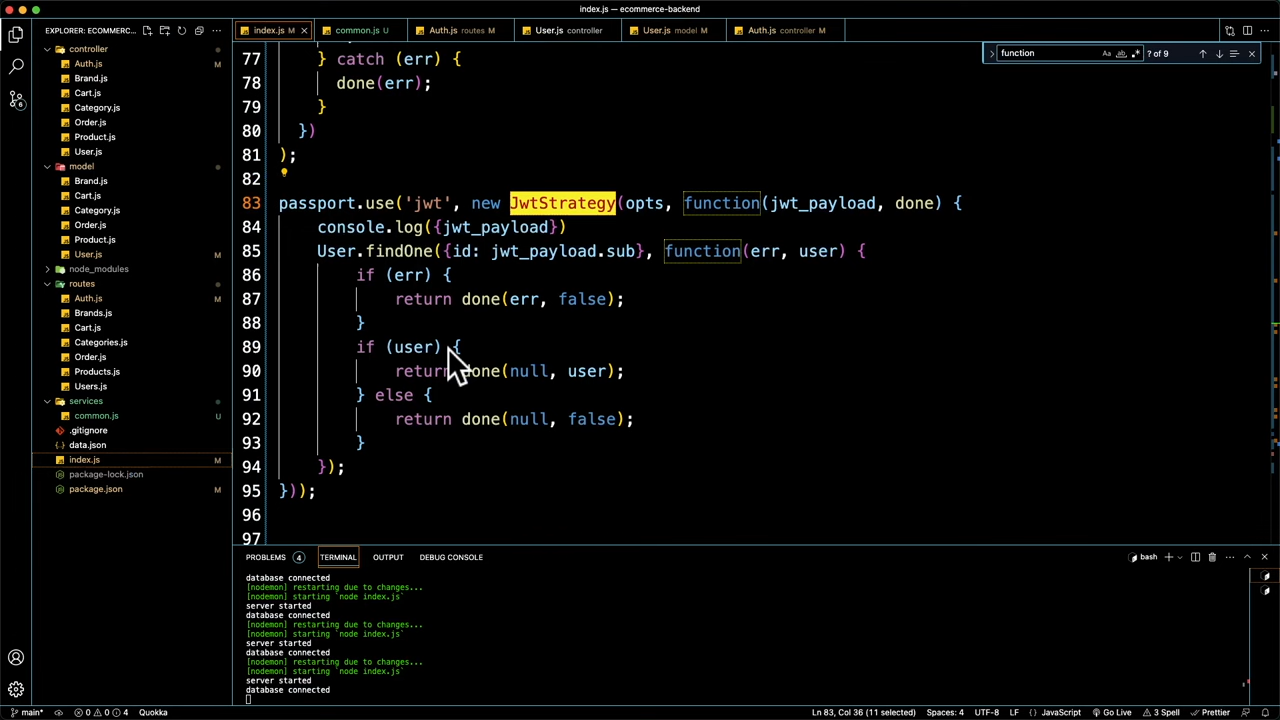 index.js — ecommerce-backend
EXPLORER: ECOMMERC...
index.js M
common.js U
Auth.js routes M
User.js controller
User.js model M
Auth.js controller M
function
Aa
ab
? of 9
controller
Auth.js M
Brand.js
Cart.js
Category.js
Order.js
Product.js
User.js
model
Brand.js
Cart.js
Category.js
Order.js
Product.js
User.js M
node_modules
routes
Auth.js M
Brands.js
Cart.js
Categories.js
Order.js
Products.js
Users.js
services
common.js U
.gitignore
data.json
index.js M
package-lock.json
package.json M
77 } catch (err) {
78 done(err);
79 }
80 })
81 );
82
83 passport.use('jwt', new JwtStrategy(opts, function(jwt_payload, done) {
84 console.log({jwt_payload})
85 User.findOne({id: jwt_payload.sub}, function(err, user) {
86 if (err) {
87 return done(err, false);
88 }
89 if (user) {
90 return done(null, user);
91 } else {
92 return done(null, false);
93 }
94 });
95 }));
96
97
PROBLEMS 4 TERMINAL OUTPUT DEBUG CONSOLE
bash
database connected
[nodemon] restarting due to changes...
[nodemon] starting `node index.js`
server started
database connected
[nodemon] restarting due to changes...
[nodemon] starting `node index.js`
server started
database connected
[nodemon] restarting due to changes...
[nodemon] starting `node index.js`
server started
database connected
main* 0 0 4 Quokka
Ln 83, Col 36 (11 selected) Spaces: 4 UTF-8 LF JavaScript Go Live 3 Spell Prettier